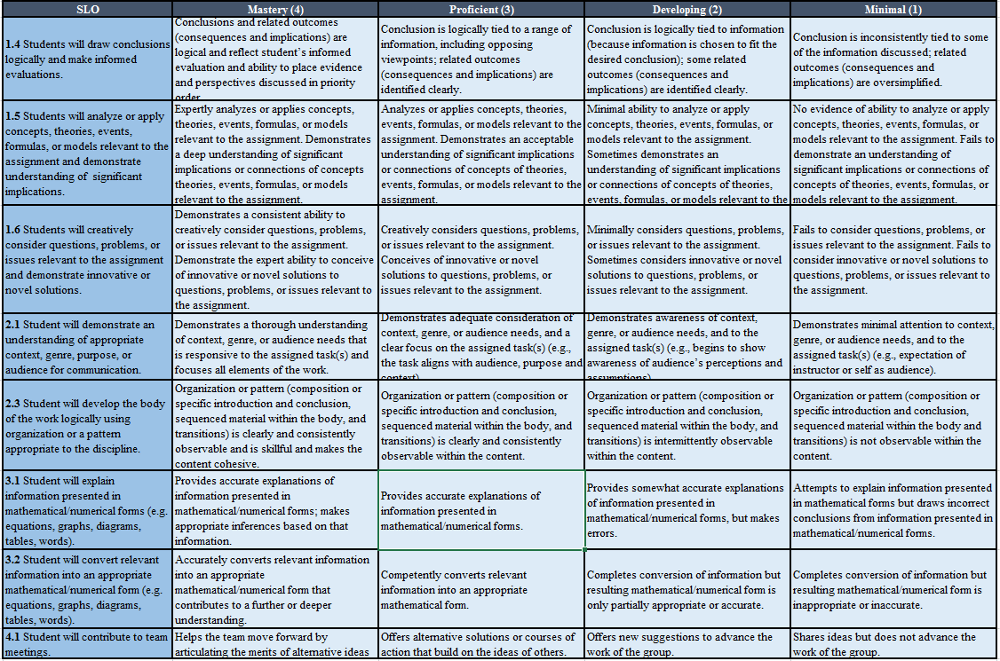 SLO
Mastery (4)
Proficient (3)
Developing (2)
Minimal (1)
1.4 Students will draw conclusions
logically and make informed
evaluations.
Conclusions and related outcomes
(consequences and implications) are
logical and reflect student's informed
evaluation and ability to place evidence
and perspectives discussed in priority
order.
Conclusion is logically tied to a range of
information, including opposing
viewpoints; related outcomes
(consequences and implications) are
identified clearly.
Conclusion is logically tied to information
(because information is chosen to fit the
desired conclusion); some related
outcomes (consequences and
implications) are identified clearly.
Conclusion is inconsistently tied to some
of the information discussed; related
outcomes (consequences and
implications) are oversimplified.
1.5 Students will analyze or apply
concepts, theories, events,
formulas, or models relevant to the
assignment and demonstrate
understanding of significant
implications.
Expertly analyzes or applies concepts,
theories, events, formulas, or models
relevant to the assignment. Demonstrates
a deep understanding of significant
implications or connections of concepts
theories, events, formulas, or models
relevant to the assignment.
Analyzes or applies concepts, theories,
events, formulas, or models relevant to the
assignment. Demonstrates an acceptable
understanding of significant implications
or connections of concepts of theories,
events, formulas, or models relevant to the
assignment.
Minimal ability to analyze or apply
concepts, theories, events, formulas, or
models relevant to the assignment.
Sometimes demonstrates an
understanding of significant implications
or connections of concepts of theories,
events, formulas, or models relevant to the
No evidence of ability to analyze or apply
concepts, theories, events, formulas, or
models relevant to the assignment. Fails to
demonstrate an understanding of
significant implications or connections of
concepts of theories, events, formulas, or
models relevant to the assignment.
1.6 Students will creatively
consider questions, problems, or
issues relevant to the assignment
and demonstrate innovative or
novel solutions.
Demonstrates a consistent ability to
creatively consider questions, problems,
or issues relevant to the assignment.
Demonstrate the expert ability to conceive
of innovative or novel solutions to
questions, problems, or issues relevant to
the assignment.
Creatively considers questions, problems,
or issues relevant to the assignment.
Conceives of innovative or novel
solutions to questions, problems, or
issues relevant to the assignment.
Minimally considers questions, problems,
or issues relevant to the assignment.
Sometimes considers innovative or novel
solutions to questions, problems, or
issues relevant to the assignment.
Fails to consider questions, problems, or
issues relevant to the assignment. Fails to
consider innovative or novel solutions to
questions, problems, or issues relevant to
the assignment.
2.1 Student will demonstrate an
understanding of appropriate
context, genre, purpose, or
audience for communication.
Demonstrates a thorough understanding
of context, genre, or audience needs that
is responsive to the assigned task(s) and
focuses all elements of the work.
Demonstrates adequate consideration of
context, genre, or audience needs, and a
clear focus on the assigned task(s) (e.g.,
the task aligns with audience, purpose and
context).
Demonstrates awareness of context,
genre, or audience needs, and to the
assigned task(s) (e.g., begins to show
awareness of audience's perceptions and
assumptions).
Demonstrates minimal attention to context,
genre, or audience needs, and to the
assigned task(s) (e.g., expectation of
instructor or self as audience).
2.3 Student will develop the body
of the work logically using
organization or a pattern
appropriate to the discipline.
Organization or pattern (composition or
specific introduction and conclusion,
sequenced material within the body, and
transitions) is clearly and consistently
observable and is skillful and makes the
content cohesive.
Organization or pattern (composition or
specific introduction and conclusion,
sequenced material within the body, and
transitions) is clearly and consistently
observable within the content.
Organization or pattern (composition or
specific introduction and conclusion,
sequenced material within the body, and
transitions) is intermittently observable
within the content.
Organization or pattern (composition or
specific introduction and conclusion,
sequenced material within the body and
transitions) is not observable within the
content.
3.1 Student will explain
information presented in
mathematical/numerical forms (e.g.
equations, graphs, diagrams,
tables, words).
Provides accurate explanations of
information presented in
mathematical/numerical forms; makes
appropriate inferences based on that
information.
Provides accurate explanations of
information presented in
mathematical/numerical forms.
Provides somewhat accurate explanations
of information presented in
mathematical/numerical forms, but makes
errors.
Attempts to explain information presented
in mathematical forms but draws incorrect
conclusions from information presented in
mathematical/numerical forms.
3.2 Student will convert relevant
information into an appropriate
mathematical/numerical form (e.g.
equations, graphs, diagrams,
tables, words).
Accurately converts relevant information
into an appropriate
mathematical/numerical form that
contributes to a further or deeper
understanding.
Competently converts relevant
information into an appropriate
mathematical form.
Completes conversion of information but
resulting mathematical/numerical form is
only partially appropriate or accurate.
Completes conversion of information but
resulting mathematical/numerical form is
inappropriate or inaccurate.
4.1 Student will contribute to team
meetings.
Helps the team move forward by
articulating the merits of alternative ideas
Offers alternative solutions or courses of
action that build on the ideas of others.
Offers new suggestions to advance the
work of the group.
Shares ideas but does not advance the
work of the group.